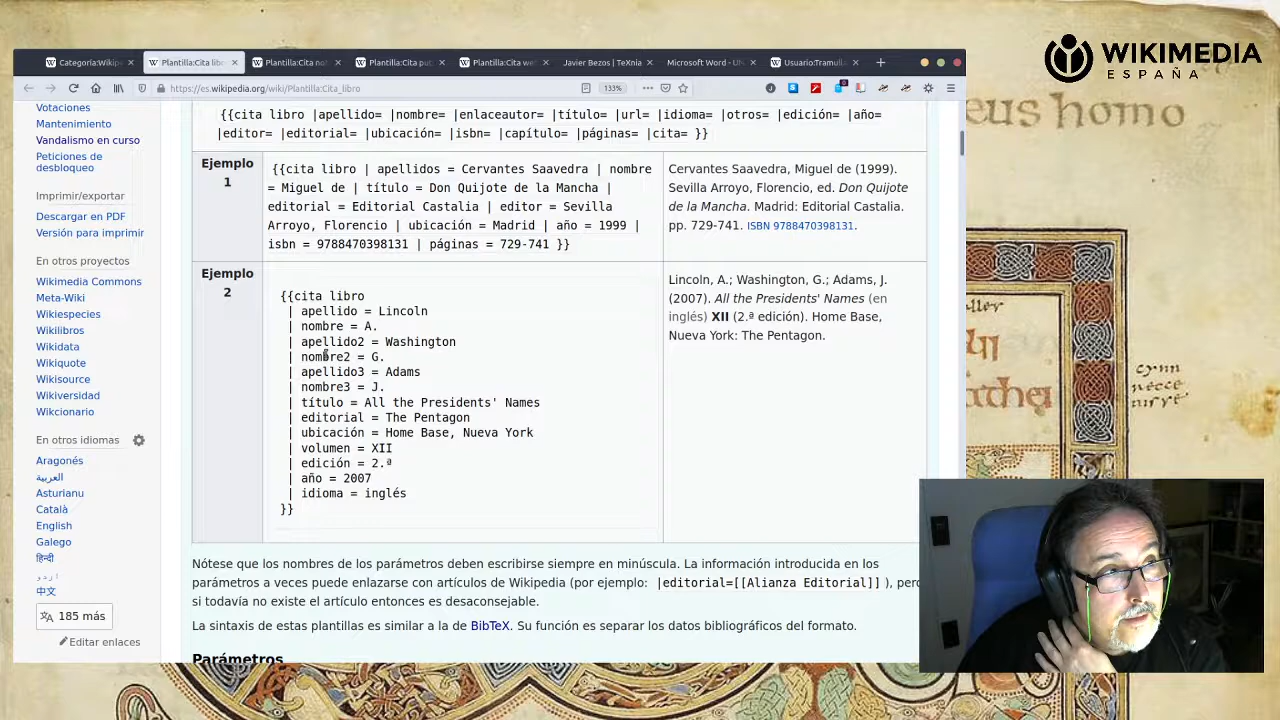 WIKIMEDIA
ESPAÑA
Categoría:Wikip
Plantilla:Cita lib
Plantilla:Cita no
Plantilla:Cita pu
Plantilla:Cita we
Javier Bezos | TeXnia
Microsoft Word - U
Usuario:Tramull
https://es.wikipedia.org/wiki/Plantilla:Cita_libro
133%
Votaciones
Mantenimiento
Vandalismo en curso
Peticiones de
desbloqueo
Imprimir/exportar
Descargar en PDF
Versión para imprimir
En otros proyectos
Wikimedia Commons
Meta-Wiki
Wikispecies
Wikilibros
Wikidata
Wikiquote
Wikisource
Wikiversidad
Wikcionario
En otros idiomas
Aragonés
العربية
Asturianu
Català
English
Galego
हिन्दी
اردو
中文
185 más
Editar enlaces
{{cita libro |apellido= |nombre= |enlaceautor= |título= |url= |idioma= |otros= |edición= |año=
|editor= |editorial= |ubicación= |isbn= |capítulo= |páginas= |cita= }}
Ejemplo
1
{{cita libro | apellidos = Cervantes Saavedra | nombre
= Miguel de | título = Don Quijote de la Mancha |
editorial = Editorial Castalia | editor = Sevilla
Arroyo, Florencio | ubicación = Madrid | año = 1999 |
isbn = 9788470398131 | páginas = 729-741 }}
Cervantes Saavedra, Miguel de (1999).
Sevilla Arroyo, Florencio, ed. Don Quijote
de la Mancha. Madrid: Editorial Castalia.
pp. 729-741. ISBN 9788470398131.
Ejemplo
2
{{cita libro
| apellido = Lincoln
| nombre = A.
| apellido2 = Washington
| nombre2 = G.
| apellido3 = Adams
| nombre3 = J.
| título = All the Presidents' Names
| editorial = The Pentagon
| ubicación = Home Base, Nueva York
| volumen = XII
| edición = 2.ª
| año = 2007
| idioma = inglés
}}
Lincoln, A.; Washington, G.; Adams, J.
(2007). All the Presidents' Names (en
inglés) XII (2.ª edición). Home Base,
Nueva York: The Pentagon.
Nótese que los nombres de los parámetros deben escribirse siempre en minúscula. La información introducida en los
parámetros a veces puede enlazarse con artículos de Wikipedia (por ejemplo: |editorial=[[Alianza Editorial]] ), pero
si todavía no existe el artículo entonces es desaconsejable.
La sintaxis de estas plantillas es similar a la de BibTeX. Su función es separar los datos bibliográficos del formato.
Parámetros
eus homo